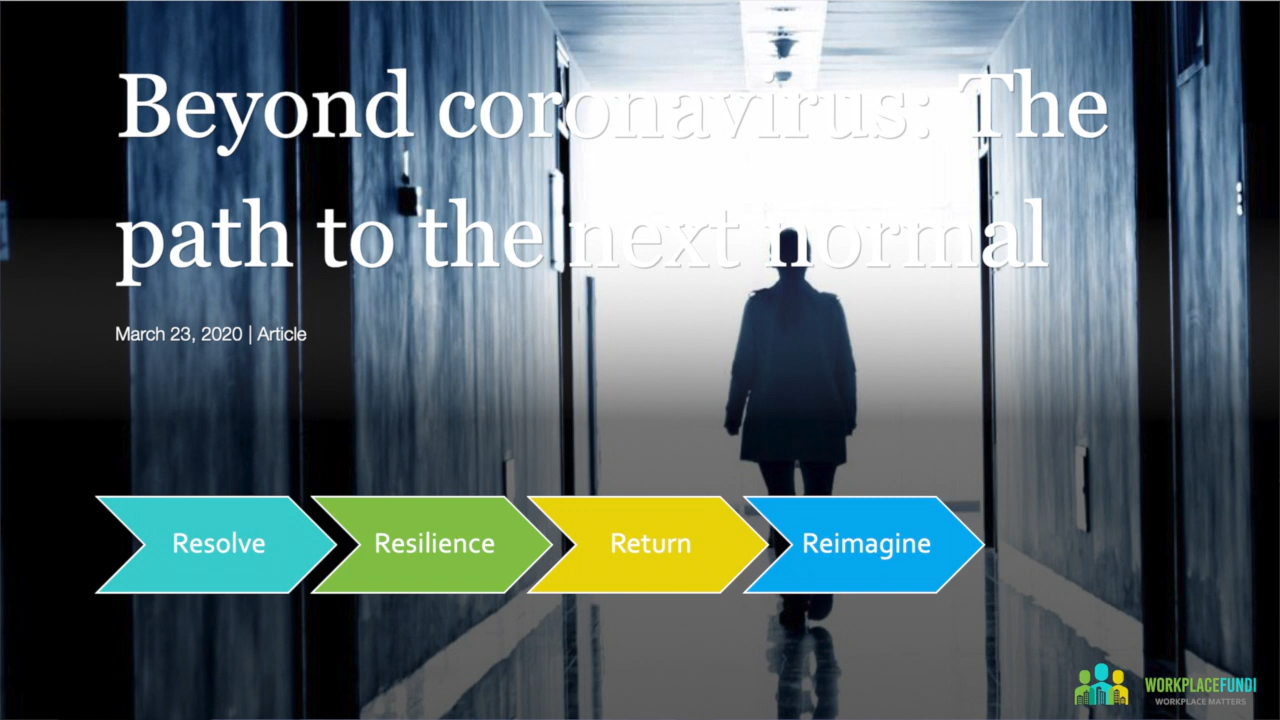 Beyond coronavirus: The
path to the next normal
March 23, 2020 | Article
Resolve
Resilience
Return
Reimagine
WORKPLACEFUNDI
WORKPLACE MATTERS